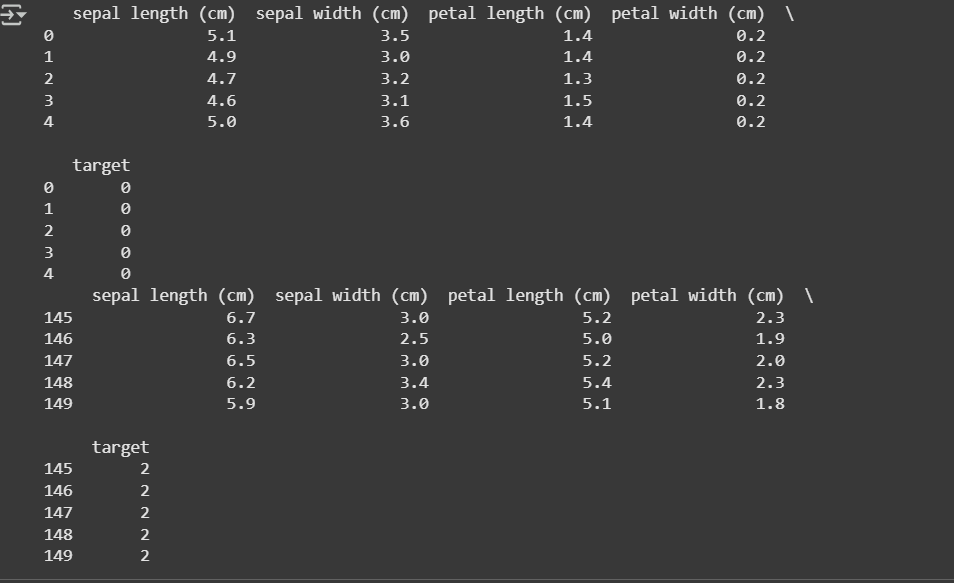 sepal length (cm)  sepal width (cm)  petal length (cm)  petal width (cm)  \
0                5.1               3.5                1.4               0.2
1                4.9               3.0                1.4               0.2
2                4.7               3.2                1.3               0.2
3                4.6               3.1                1.5               0.2
4                5.0               3.6                1.4               0.2

   target
0       0
1       0
2       0
3       0
4       0
     sepal length (cm)  sepal width (cm)  petal length (cm)  petal width (cm)  \
145                6.7               3.0                5.2               2.3
146                6.3               2.5                5.0               1.9
147                6.5               3.0                5.2               2.0
148                6.2               3.4                5.4               2.3
149                5.9               3.0                5.1               1.8

     target
145       2
146       2
147       2
148       2
149       2